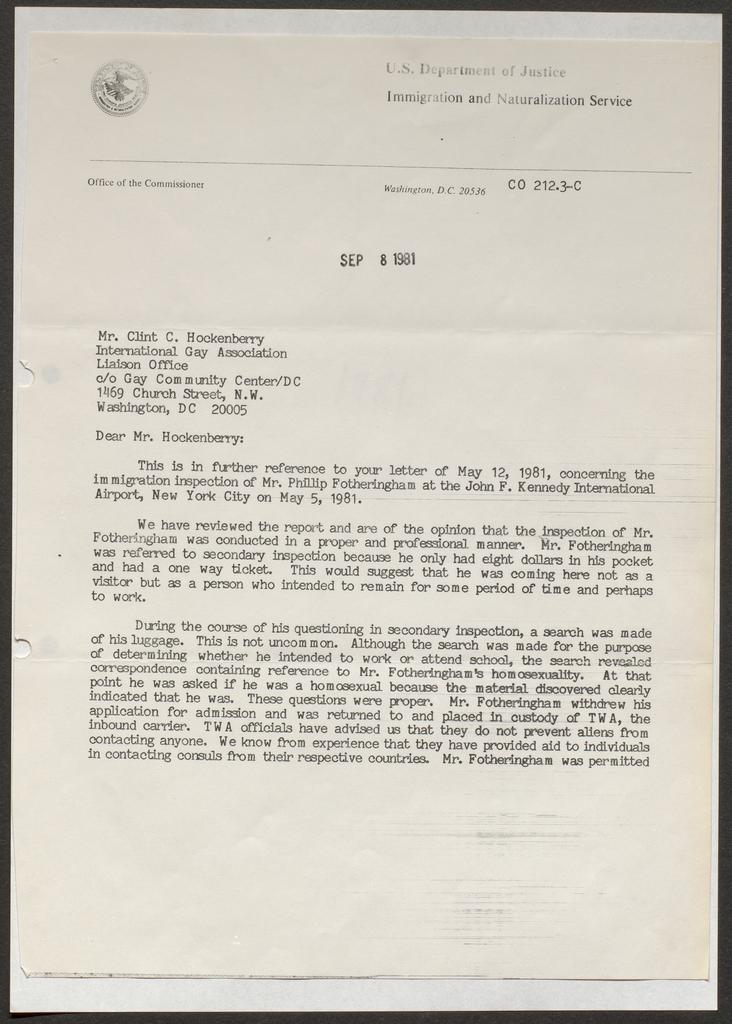 U.S. Department of Justice
Immigration and Naturalization Service
Office of the Commissioner
Washington, D.C. 20536
CO 212.3-C
SEP 8 1981
Mr. Clint C. Hockenberry
International Gay Association
Liaison Office
c/o Gay Community Center/DC
1469 Church Street, N.W.
Washington, DC 20005
Dear Mr. Hockenberry:
This is in further reference to your letter of May 12, 1981, concerning the
immigration inspection of Mr. Phillip Fotheringham at the John F. Kennedy International
Airport, New York City on May 5, 1981.
We have reviewed the report and are of the opinion that the inspection of Mr.
Fotheringham was conducted in a proper and professional manner. Mr. Fotheringham
was referred to secondary inspection because he only had eight dollars in his pocket
and had a one way ticket. This would suggest that he was coming here not as a
visitor but as a person who intended to remain for some period of time and perhaps
to work.
During the course of his questioning in secondary inspection, a search was made
of his luggage. This is not uncommon. Although the search was made for the purpose
of determining whether he intended to work or attend school, the search revealed
correspondence containing reference to Mr. Fotheringham's homosexuality. At that
point he was asked if he was a homosexual because the material discovered clearly
indicated that he was. These questions were proper. Mr. Fotheringham withdrew his
application for admission and was returned to and placed in custody of TWA, the
inbound carrier. TWA officials have advised us that they do not prevent aliens from
contacting anyone. We know from experience that they have provided aid to individuals
in contacting consuls from their respective countries. Mr. Fotheringham was permitted